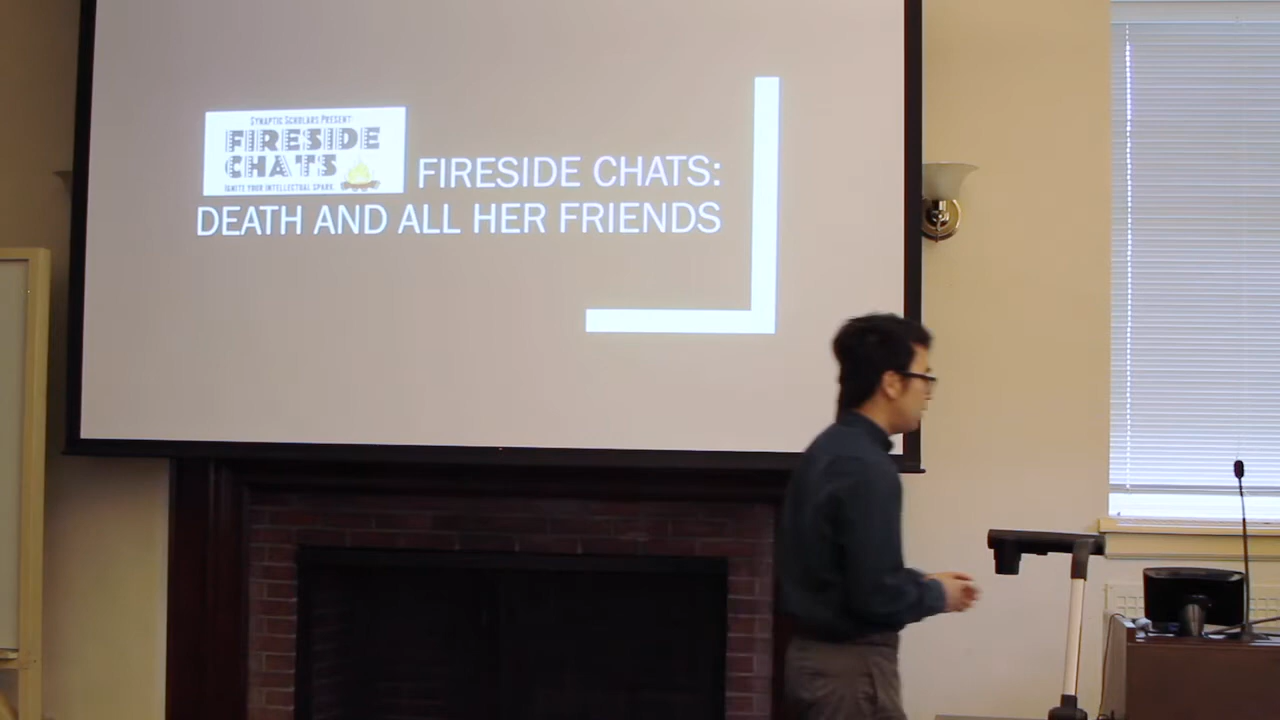 SYNAPTIC SCHOLARS PRESENT:
FIRESIDE
CHATS
IGNITE YOUR INTELLECTUAL SPARK.
FIRESIDE CHATS:
DEATH AND ALL HER FRIENDS